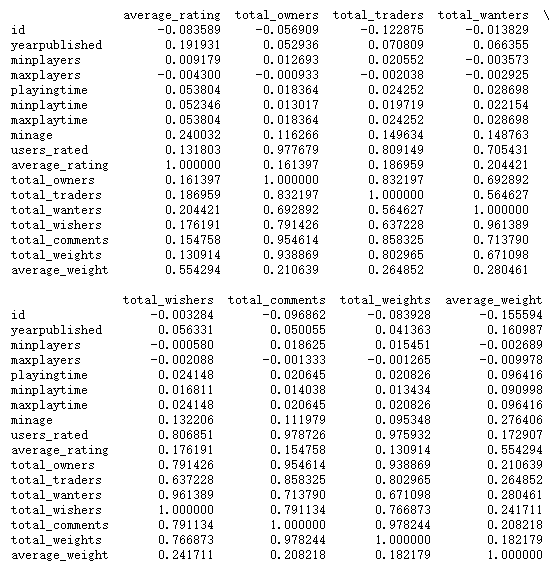 average_rating total_owners total_traders total_wanters \
id -0.083589 -0.056909 -0.122875 -0.013829
yearpublished 0.191931 0.052936 0.070809 0.066355
minplayers 0.009179 0.012693 0.020552 -0.003573
maxplayers -0.004300 -0.000933 -0.002038 -0.002925
playingtime 0.053804 0.018364 0.024252 0.028698
minplaytime 0.052346 0.013017 0.019719 0.022154
maxplaytime 0.053804 0.018364 0.024252 0.028698
minage 0.240032 0.116266 0.149634 0.148763
users_rated 0.131803 0.977679 0.809149 0.705431
average_rating 1.000000 0.161397 0.186959 0.204421
total_owners 0.161397 1.000000 0.832197 0.692892
total_traders 0.186959 0.832197 1.000000 0.564627
total_wanters 0.204421 0.692892 0.564627 1.000000
total_wishers 0.176191 0.791426 0.637228 0.961389
total_comments 0.154758 0.954614 0.858325 0.713790
total_weights 0.130914 0.938869 0.802965 0.671098
average_weight 0.554294 0.210639 0.264852 0.280461
total_wishers total_comments total_weights average_weight
id -0.003284 -0.096862 -0.083928 -0.155594
yearpublished 0.056331 0.050055 0.041363 0.160987
minplayers -0.000580 0.018625 0.015451 -0.002689
maxplayers -0.002088 -0.001333 -0.001265 -0.009978
playingtime 0.024148 0.020645 0.020826 0.096416
minplaytime 0.016811 0.014038 0.013434 0.090998
maxplaytime 0.024148 0.020645 0.020826 0.096416
minage 0.132206 0.111979 0.095348 0.276406
users_rated 0.806851 0.978726 0.975932 0.172907
average_rating 0.176191 0.154758 0.130914 0.554294
total_owners 0.791426 0.954614 0.938869 0.210639
total_traders 0.637228 0.858325 0.802965 0.264852
total_wanters 0.961389 0.713790 0.671098 0.280461
total_wishers 1.000000 0.791134 0.766873 0.241711
total_comments 0.791134 1.000000 0.978244 0.208218
total_weights 0.766873 0.978244 1.000000 0.182179
average_weight 0.241711 0.208218 0.182179 1.000000